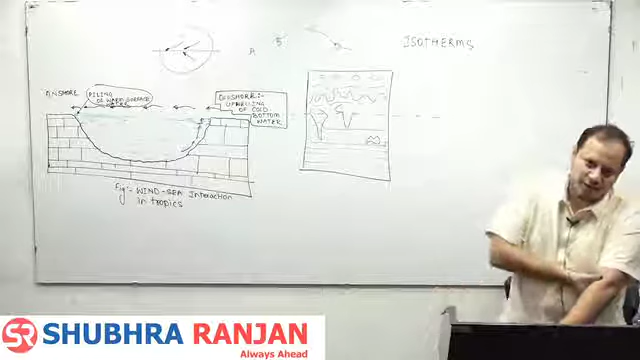 ISOTHERMS
A
ONSHORE
PILING
OF WARM SURFACE
WATER
OFFSHORE:-
UPWELLING
OF COLD
BOTTOM
WATER
Fig:- WIND-SEA Interaction
in tropics
SR SHUBHRA RANJAN
Always Ahead